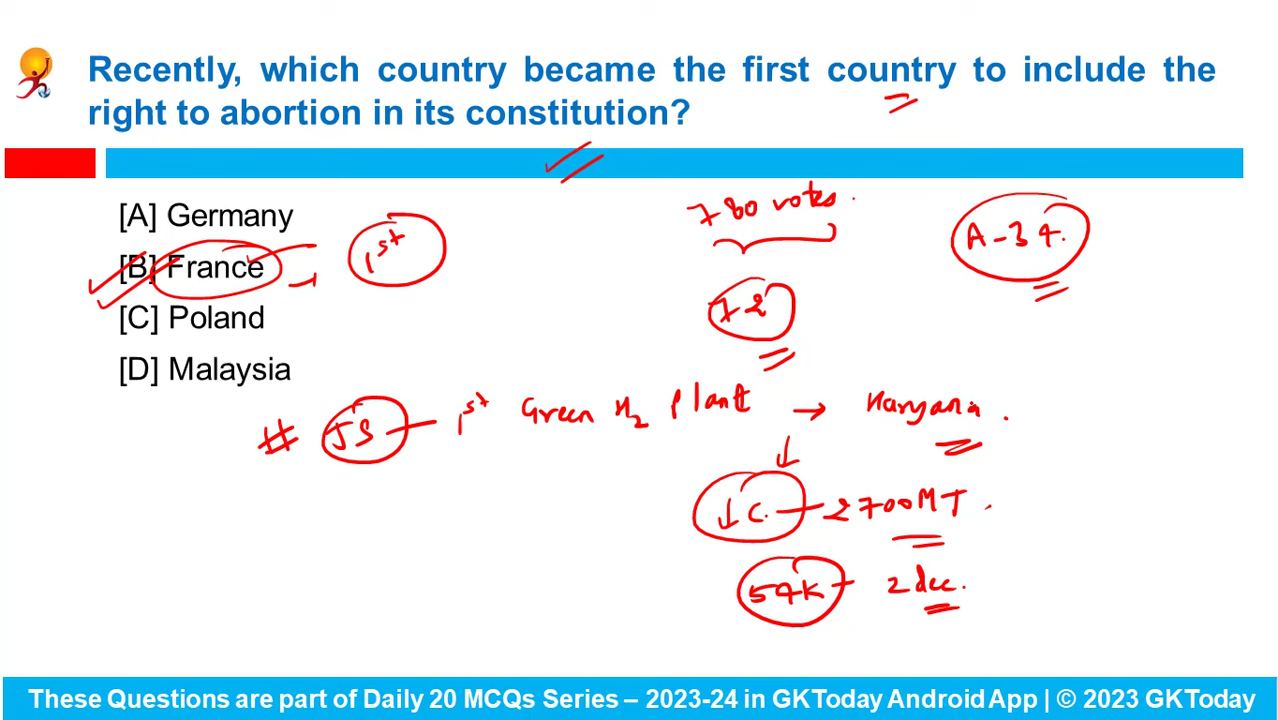 Recently, which country became the first country to include the
right to abortion in its constitution?
[A] Germany
[B] France
1st
[C] Poland
[D] Malaysia
780 votes.
72
A-34.
# JS - 1st Green H2 Plant → Haryana.
↓
↓ C. - 2700MT.
54K - 2 dec.
These Questions are part of Daily 20 MCQs Series – 2023-24 in GKToday Android App | © 2023 GKToday